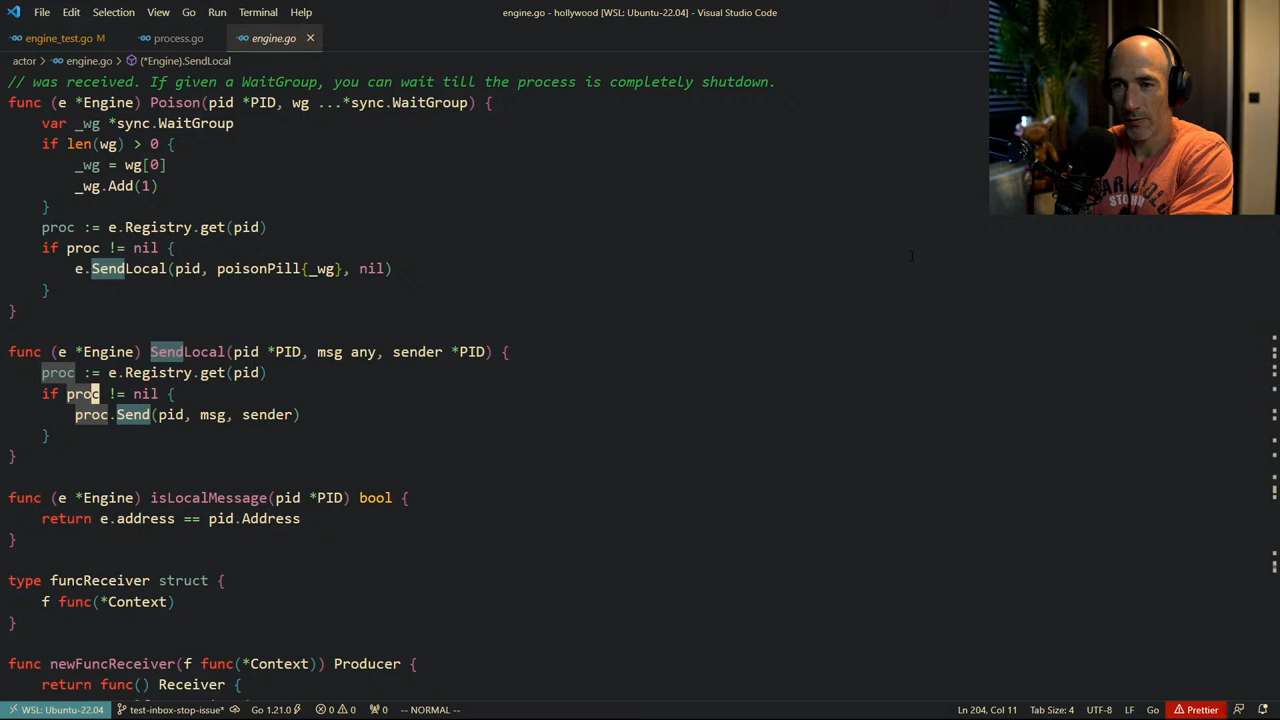 File Edit Selection View Go Run Terminal Help engine.go - hollywood [WSL: Ubuntu-22.04] - Visual Studio Code
engine_test.go M process.go engine.go
actor > engine.go > (*Engine).SendLocal
// was received. If given a WaitGroup, you can wait till the process is completely shutdown.
func (e *Engine) Poison(pid *PID, wg ...*sync.WaitGroup) {
var _wg *sync.WaitGroup
if len(wg) > 0 {
_wg = wg[0]
_wg.Add(1)
}
proc := e.Registry.get(pid)
if proc != nil {
e.SendLocal(pid, poisonPill{_wg}, nil)
}
}
func (e *Engine) SendLocal(pid *PID, msg any, sender *PID) {
proc := e.Registry.get(pid)
if proc != nil {
proc.Send(pid, msg, sender)
}
}
func (e *Engine) isLocalMessage(pid *PID) bool {
return e.address == pid.Address
}
type funcReceiver struct {
f func(*Context)
}
func newFuncReceiver(f func(*Context)) Producer {
return func() Receiver {
WSL: Ubuntu-22.04 test-inbox-stop-issue* Go 1.21.0 0 0 0 -- NORMAL -- Ln 204, Col 11 Tab Size: 4 UTF-8 LF Go Prettier